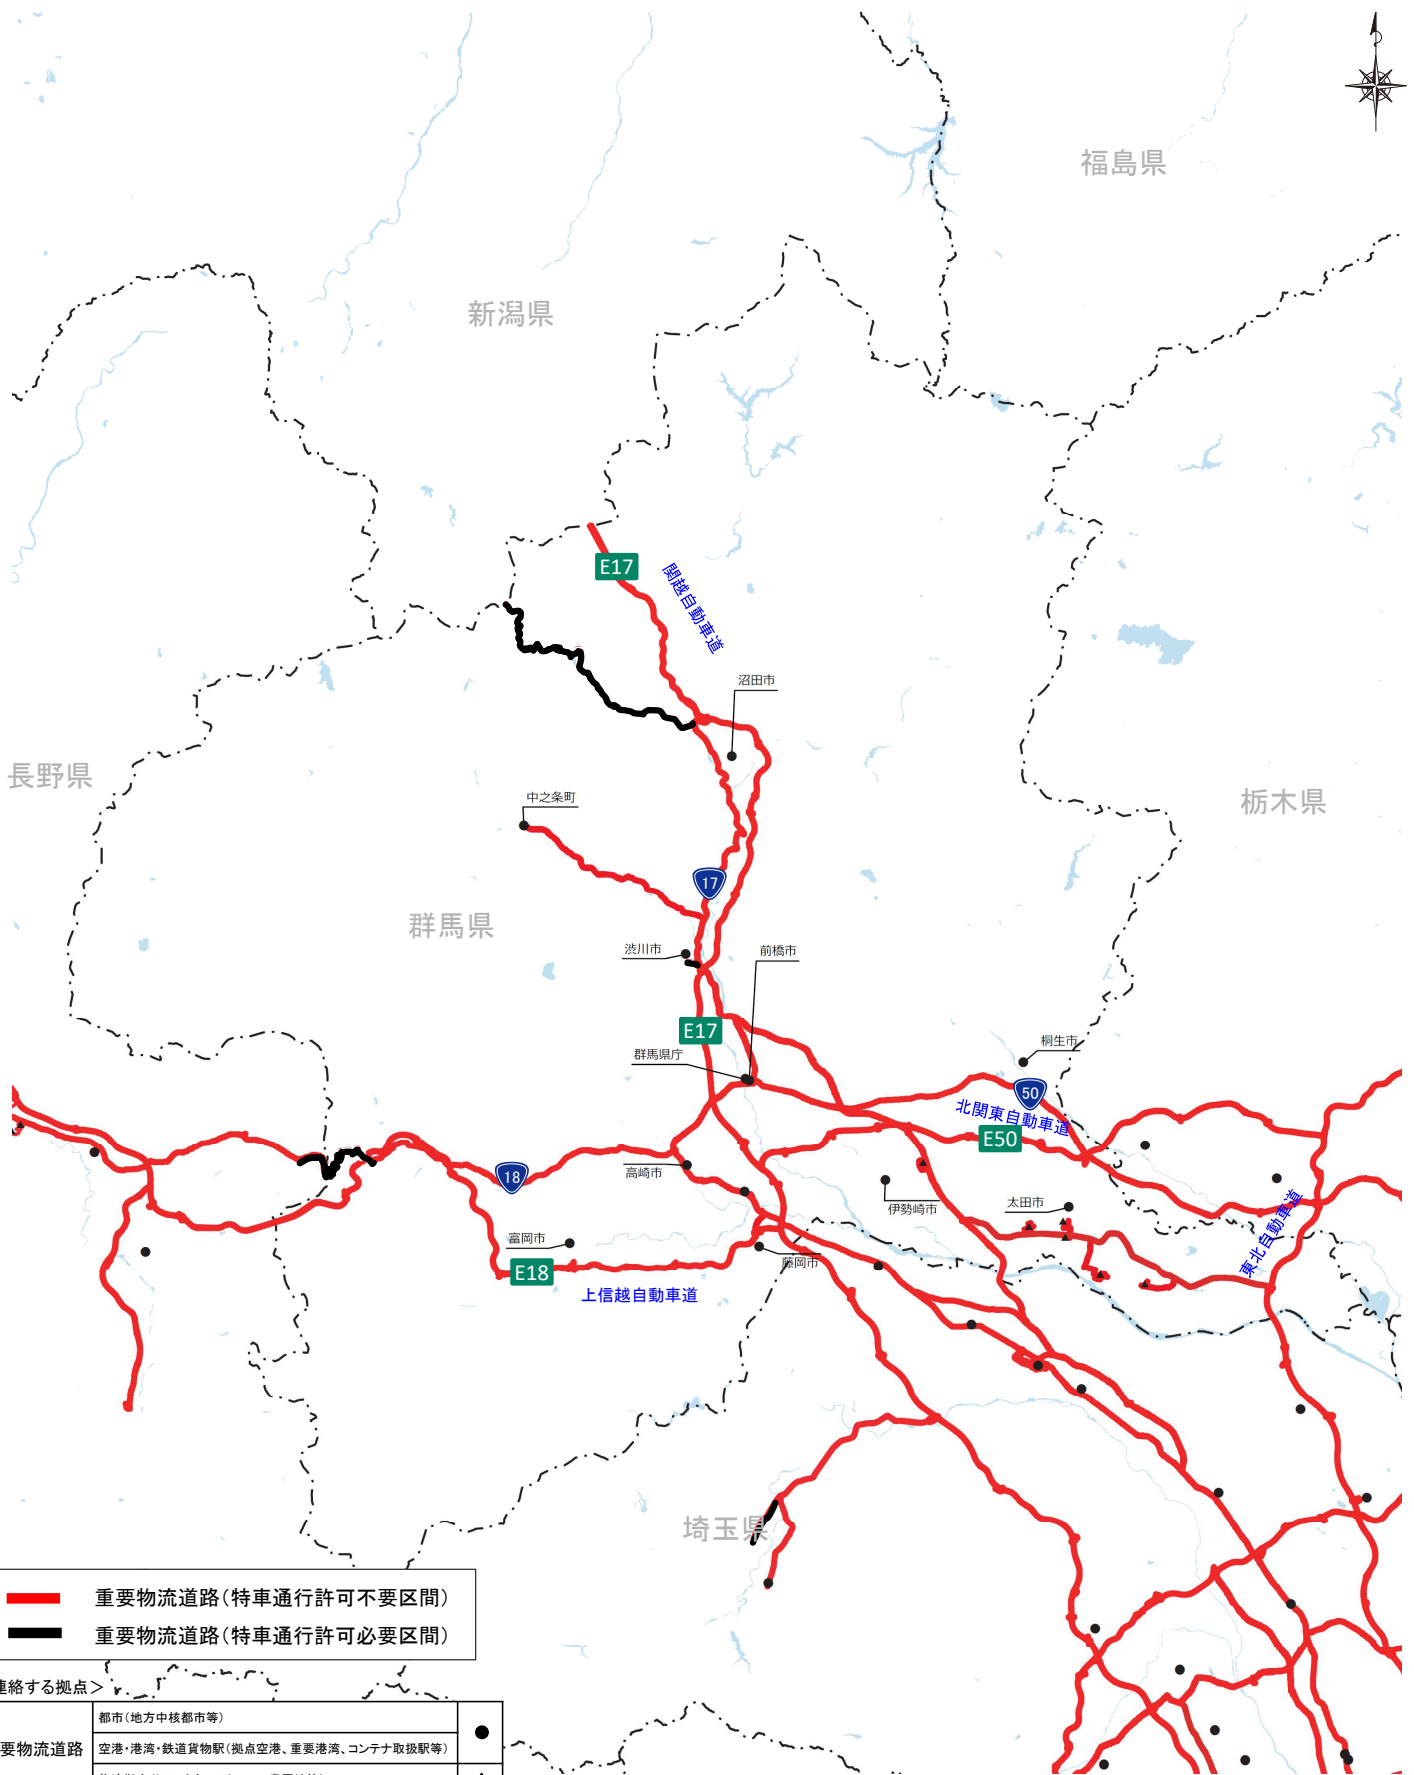 福島県
新潟県
E17
関越自動車道
沼田市
長野県
中之条町
栃木県
17
群馬県
渋川市
前橋市
E17
群馬県庁
桐生市
50
北関東自動車道
E50
18
高崎市
伊勢崎市
太田市
東北自動車道
富岡市
藤岡市
E18
上信越自動車道
埼玉県
重要物流道路(特車通行許可不要区間)
重要物流道路(特車通行許可必要区間)
連絡する拠点＞
都市(地方中核都市等)
要物流道路
空港・港湾・鉄道貨物駅(拠点空港、重要港湾、コンテナ取扱駅等)